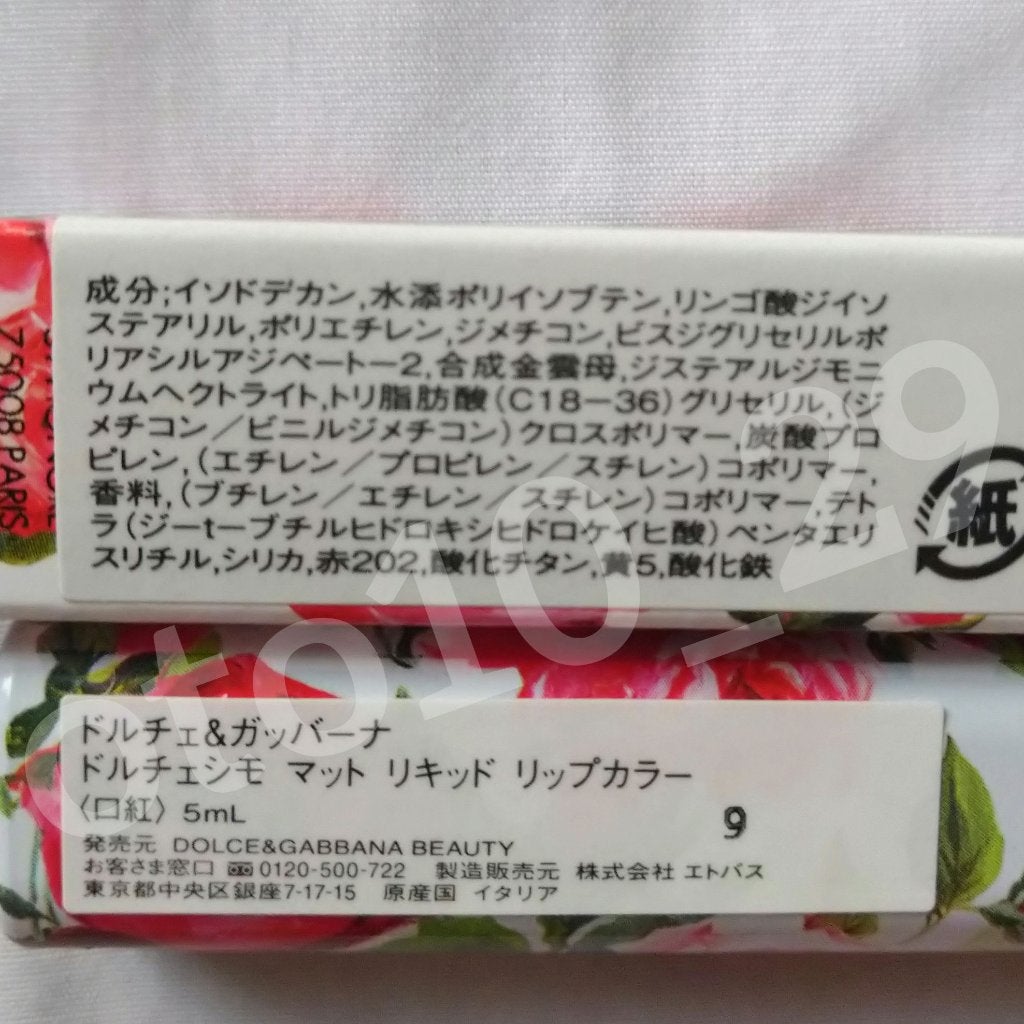 成分;イソドデカン,水添ポリイソブテン,リンゴ酸ジイソ
ステアリル,ポリエチレン,ジメチコン,ビスジグリセリルポ
リアシルアジペートー2,合成金雲母,ジステアルジモニ
ウムヘクトライト,トリ脂肪酸(C18-36)グリセリル,(ジ
メチコン/ビニルジメチコン)クロスポリマー,炭酸プロ
ピレン,(エチレン/プロピレン/スチレン)コポリマー,
香料,(ブチレン/エチレン/スチレン)コポリマー,テト
ラ(ジーtーブチルヒドロキシヒドロケイヒ酸)ペンタエリ
スリチル,シリカ,赤202,酸化チタン,黄5,酸化鉄
紙
75008 PARIS
oto10_29
ドルチェ&ガッバーナ
ドルチェシモ マット リキッド リップカラー
〈口紅〉 5mL
9
発売元 DOLCE&GABBANA BEAUTY
お客さま窓口 0120-500-722 製造販売元 株式会社 エトバス
東京都中央区銀座7-17-15 原産国 イタリア